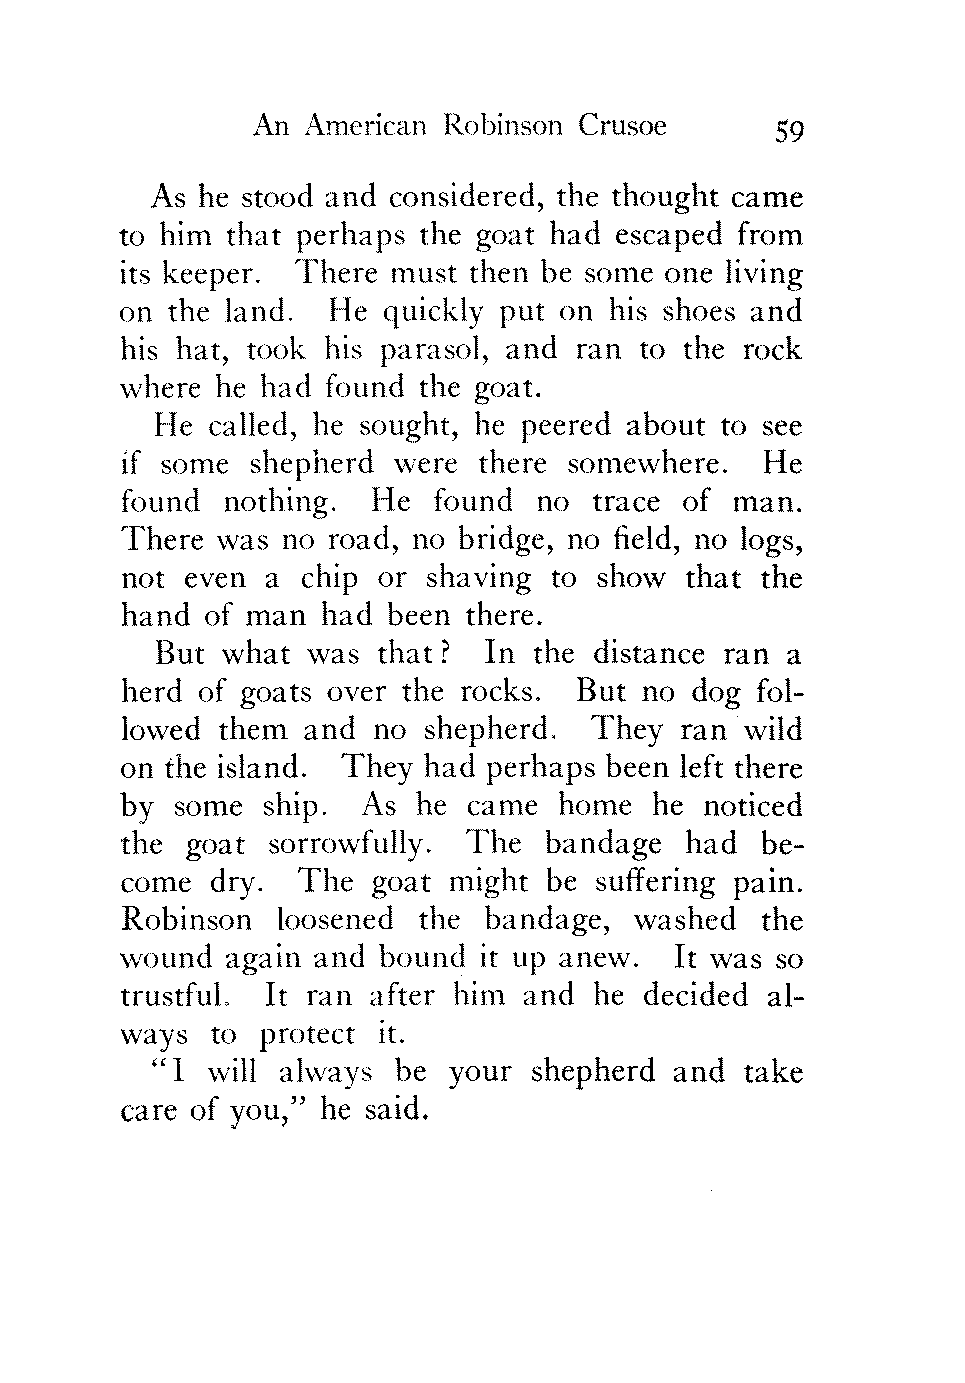 An American Robinson Crusoe 59
As he stood and considered, the thought came
to him that perhaps the goat had escaped from
its keeper. There must then be some one living
on the land. He quickly put on his shoes and
his hat, took his parasol, and ran to the rock
where he had found the goat.
He called, he sought, he peered about to see
if some shepherd were there somewhere. He
found nothing. He found no trace of man.
There was no road, no bridge, no field, no logs,
not even a chip or shaving to show that the
hand of man had been there.
But what was that? In the distance ran a
herd of goats over the rocks. But no dog fol-
lowed them and no shepherd. They ran wild
on the island. They had perhaps been left there
by some ship. As he came home he noticed
the goat sorrowfully. The bandage had be-
come dry. The goat might be suffering pain.
Robinson loosened the bandage, washed the
wound again and bound it up anew. It was so
trustful. It ran after him and he decided al-
ways to protect it.
“I will always be your shepherd and take
care of you,” he said.